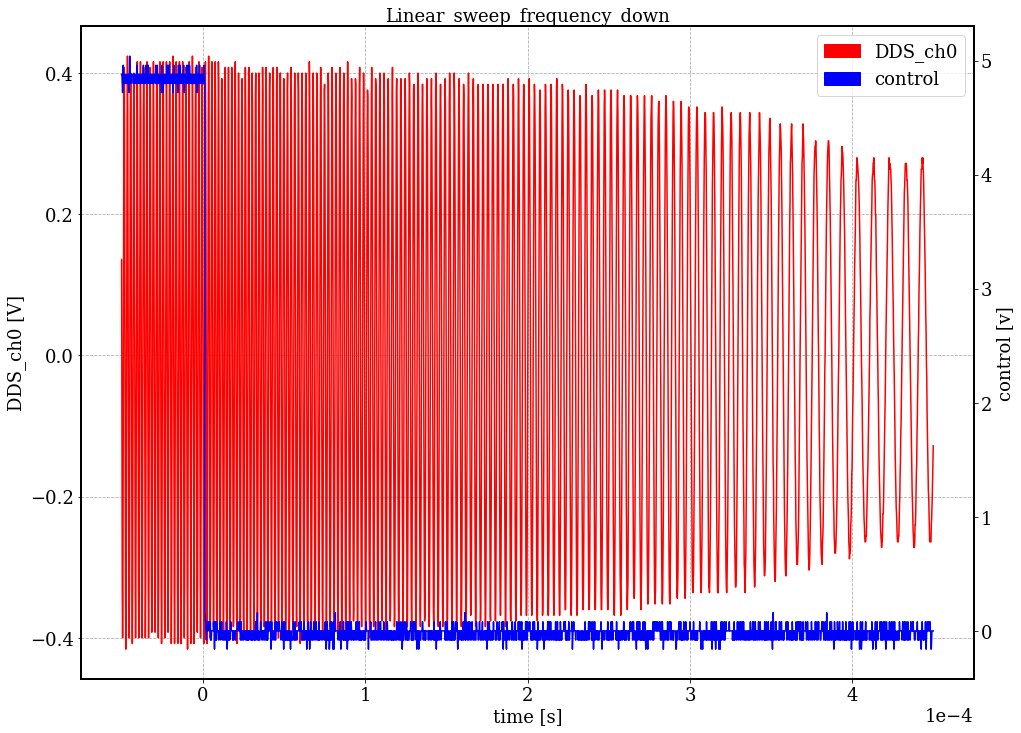 Linear_sweep_frequency_down
DDS_ch0
control
0.4
0.2
0.0
−0.2
−0.4
DDS_ch0 [V]
5
4
3
2
1
0
control [v]
0
1
2
3
4
time [s]
1e−4